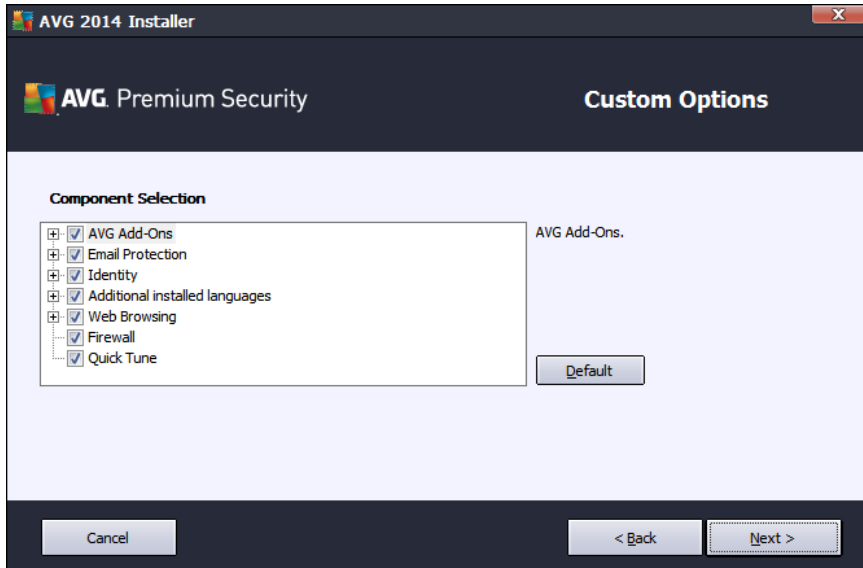 AVG 2014 Installer
X
AVG. Premium Security
Custom Options
Component Selection
AVG Add-Ons
AVG Add-Ons.
Email Protection
Identity
Additional installed languages
Web Browsing
Firewall
Quick Tune
Default
Cancel
< Back
Next >